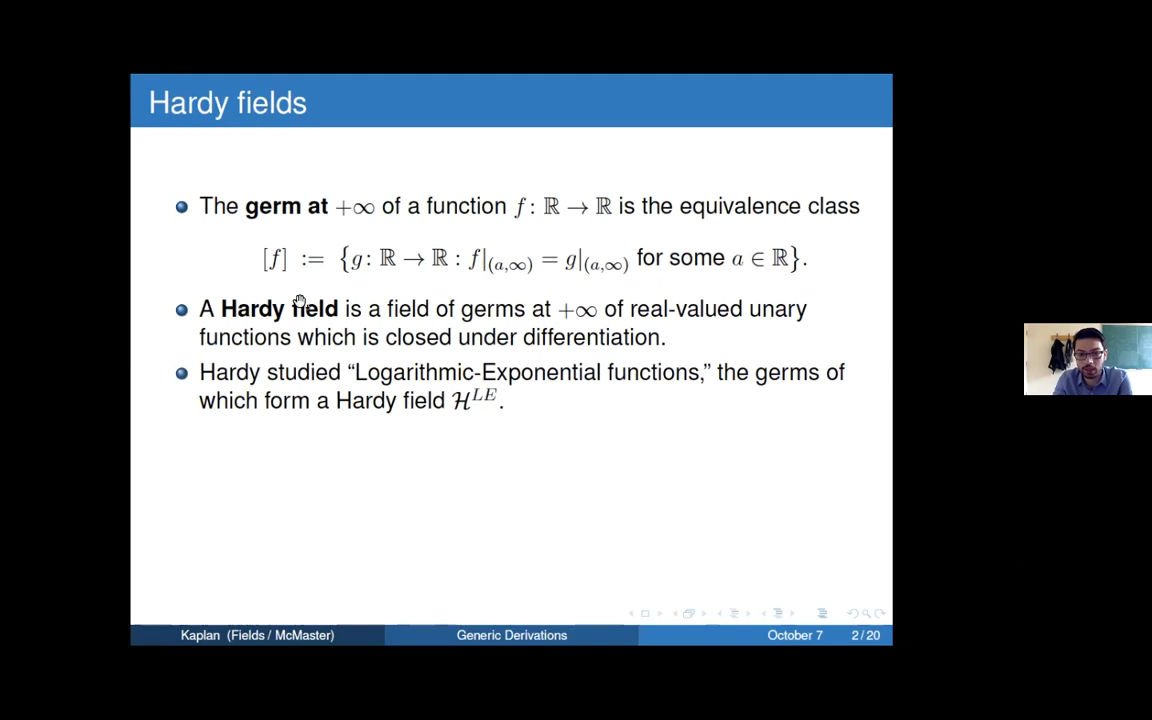 Hardy fields
The germ at +∞ of a function f : ℝ → ℝ is the equivalence class
[f] := {g : ℝ → ℝ : f|(a,∞) = g|(a,∞) for some a ∈ ℝ}.
A Hardy field is a field of germs at +∞ of real-valued unary
functions which is closed under differentiation.
Hardy studied “Logarithmic-Exponential functions,” the germs of
which form a Hardy field ℋ^LE.
Kaplan (Fields / McMaster) Generic Derivations October 7 2 / 20